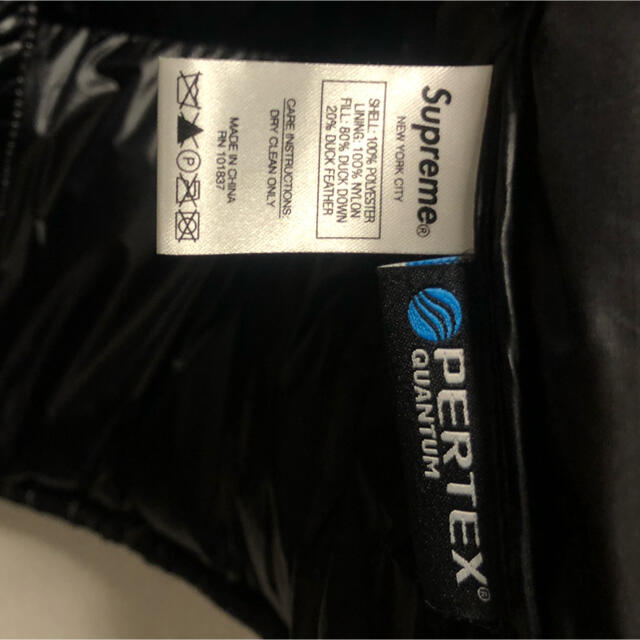 Supreme®
NEW YORK CITY
SHELL: 100% POLYESTER
LINING: 100% NYLON
FILL: 80% DUCK DOWN
20% DUCK FEATHER
CARE INSTRUCTIONS:
DRY CLEAN ONLY
MADE IN CHINA
RN 101837
P
PERTEX®
QUANTUM